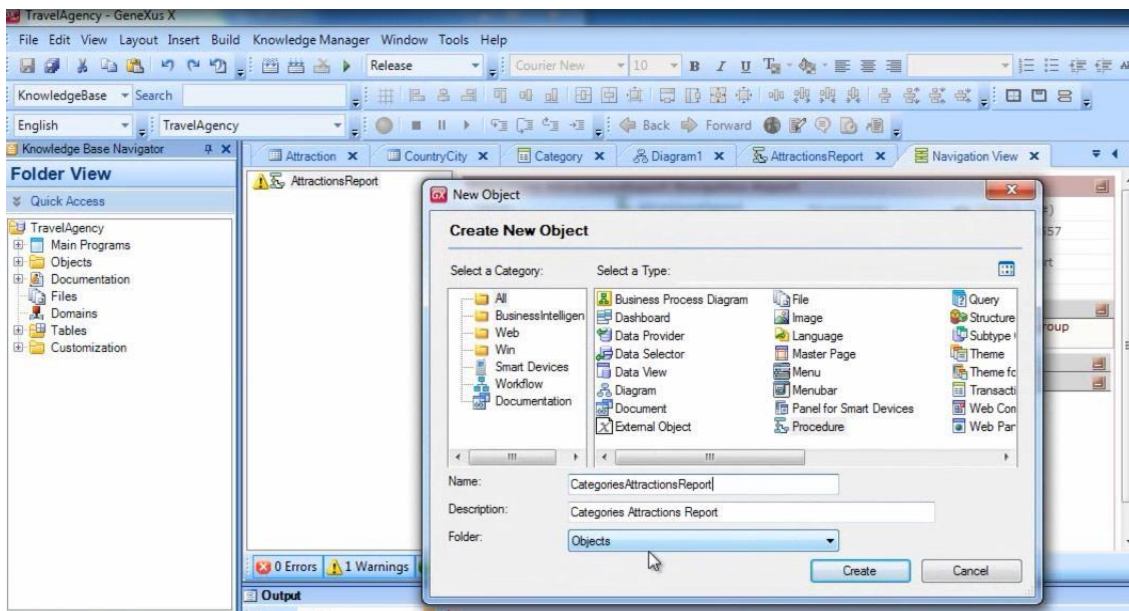 TravelAgency - GeneXus X
File Edit View Layout Insert Build Knowledge Manager Window Tools Help
Release
Courier New
10
B I U
KnowledgeBase Search
English
TravelAgency
Back Forward
Knowledge Base Navigator
Folder View
Quick Access
TravelAgency
Main Programs
Objects
Documentation
Files
Domains
Tables
Customization
Attraction
CountryCity
Category
Diagram1
AttractionsReport
Navigation View
AttractionsReport
New Object
Create New Object
Select a Category:
All
BusinessIntelligen
Web
Win
Smart Devices
Workflow
Documentation
Select a Type:
Business Process Diagram
Dashboard
Data Provider
Data Selector
Data View
Diagram
Document
External Object
File
Image
Language
Master Page
Menu
Menubar
Panel for Smart Devices
Procedure
Query
Structure
Subtype
Theme
Theme fo
Transacti
Web Com
Web Pan
Name: CategoriesAttractionsReport
Description: Categories Attractions Report
Folder: Objects
Create
Cancel
0 Errors
1 Warnings
Output